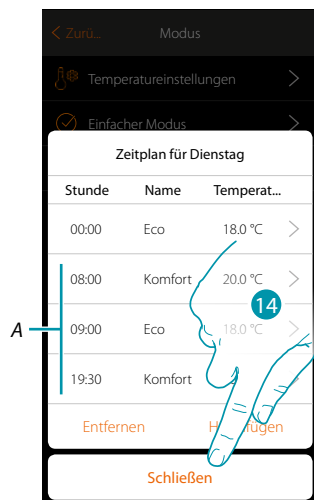 < Zurü... Modus
Temperatureinstellungen >
Einfacher Modus >
Zeitplan für Dienstag
Stunde Name Temperat...
00:00 Eco 18.0 °C >
08:00 Komfort 20.0 °C >
14
A
09:00 Eco 18.0 °C >
19:30 Komfort
Entfernen
Schließen